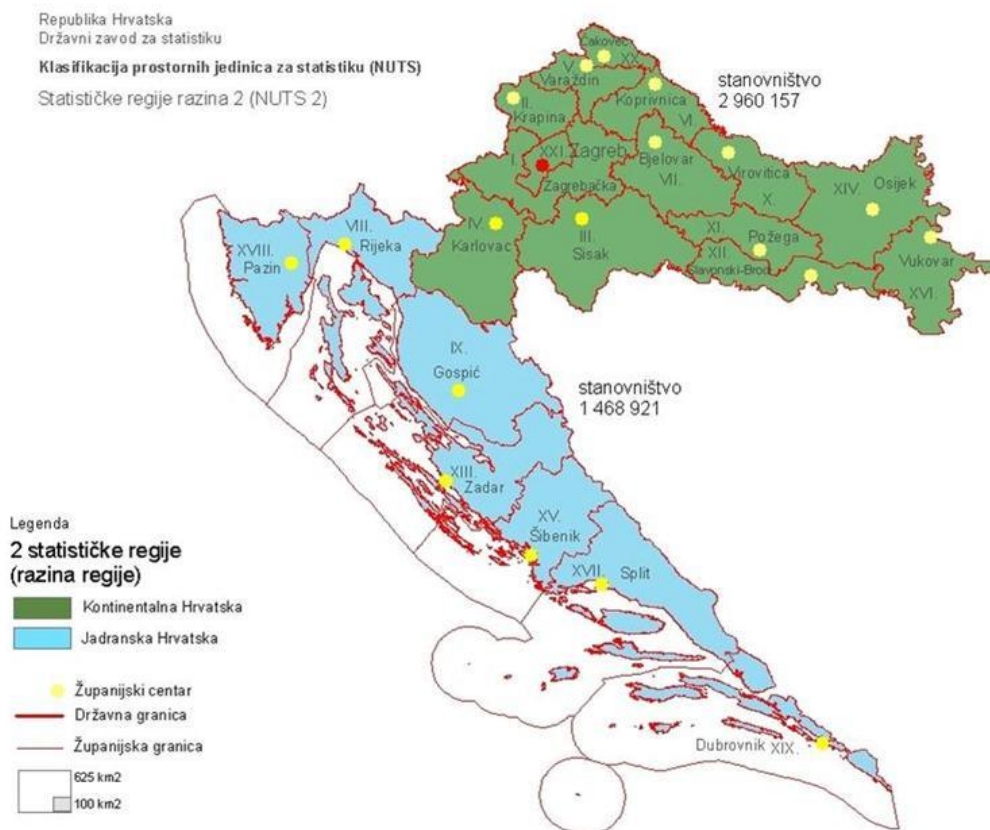 Republika Hrvatska
Državni zavod za statistiku
Klasifikacija prostornih jedinica za statistiku (NUTS)
Statističke regije razina 2 (NUTS 2)
stanovništvo
2 960 157
Čakovec
XX.
V.
Varaždin
Koprivnica
VI.
II.
Krapina
I.
XXI. Zagreb
Zagrebačka
Bjelovar
VII.
Virovitica
X.
XIV.
Osijek
IV.
Karlovac
III.
Sisak
XI.
Požega
XII.
Slavonski-Brod
Vukovar
XVI.
VIII.
Rijeka
XVIII.
Pazin
IX.
Gospić
stanovništvo
1 468 921
XIII.
Zadar
XV.
Šibenik
XVII.
Split
Dubrovnik XIX.
Legenda
2 statističke regije
(razina regije)
Kontinentalna Hrvatska
Jadranska Hrvatska
Županijski centar
Državna granica
Županijska granica
625 km2
100 km2